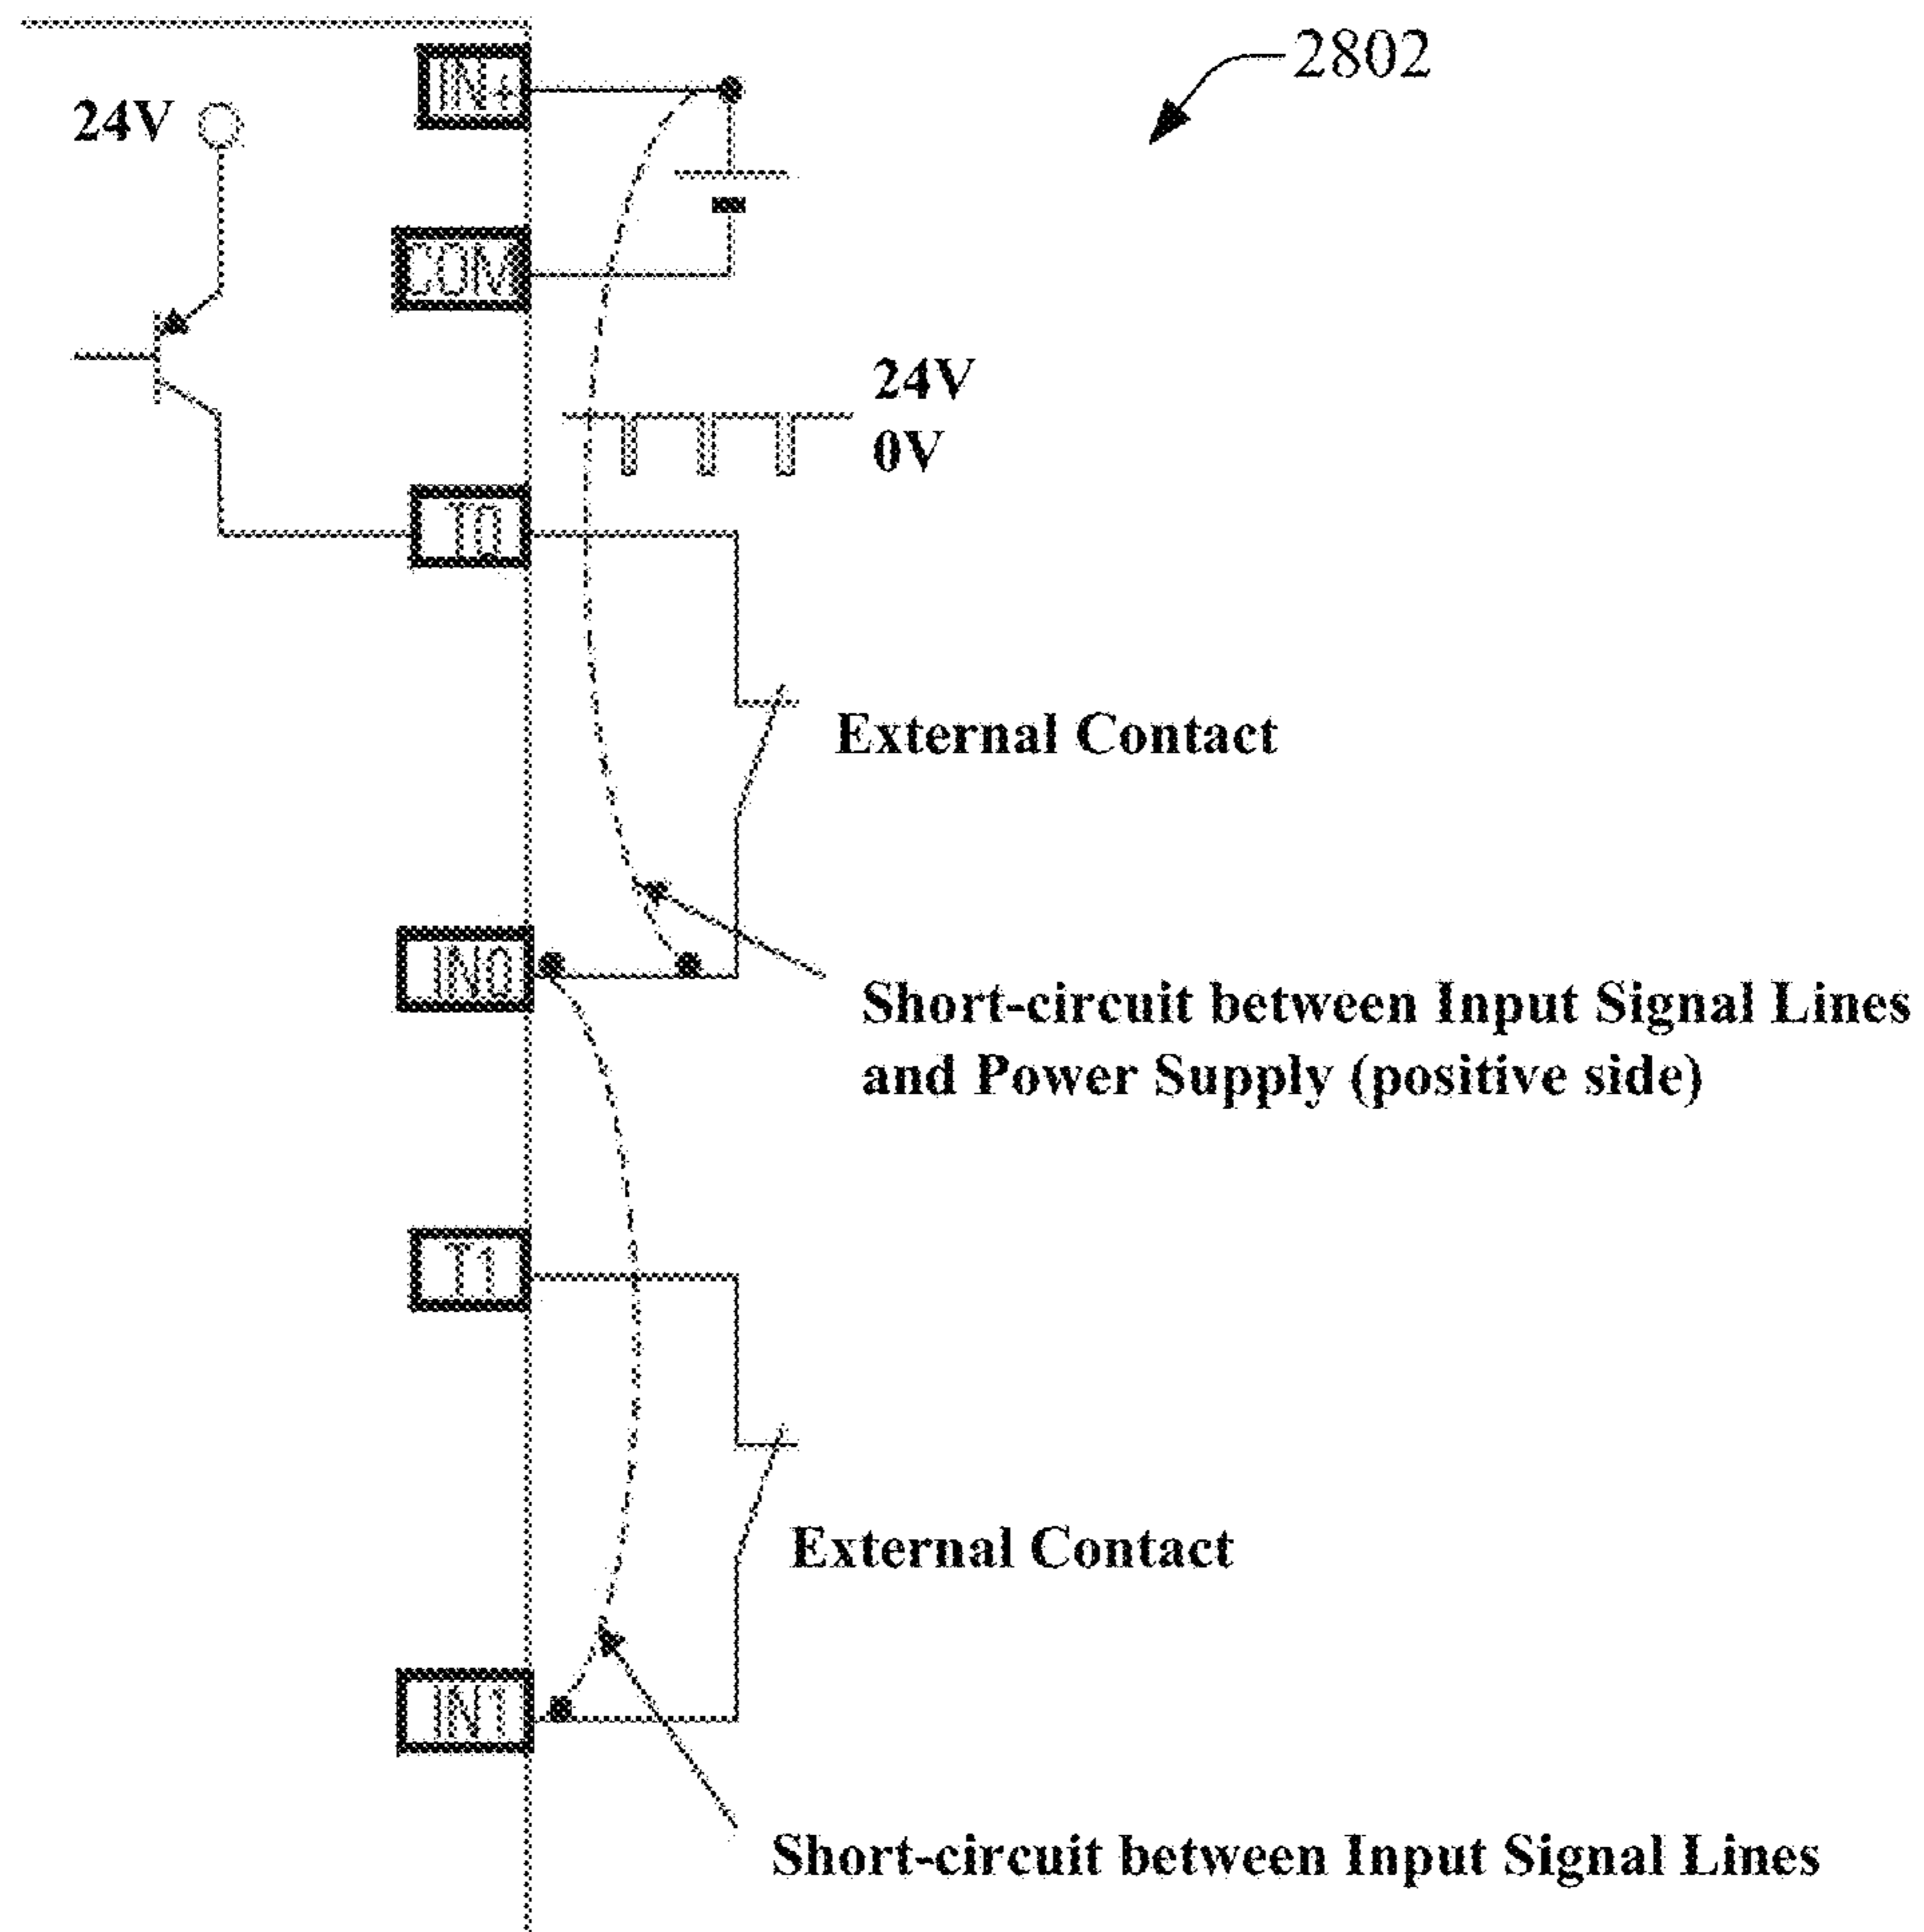 2802
IN+
24V
COM
24V
0V
T0
External Contact
IN0
Short-circuit between Input Signal Lines
and Power Supply (positive side)
T1
External Contact
IN1
Short-circuit between Input Signal Lines